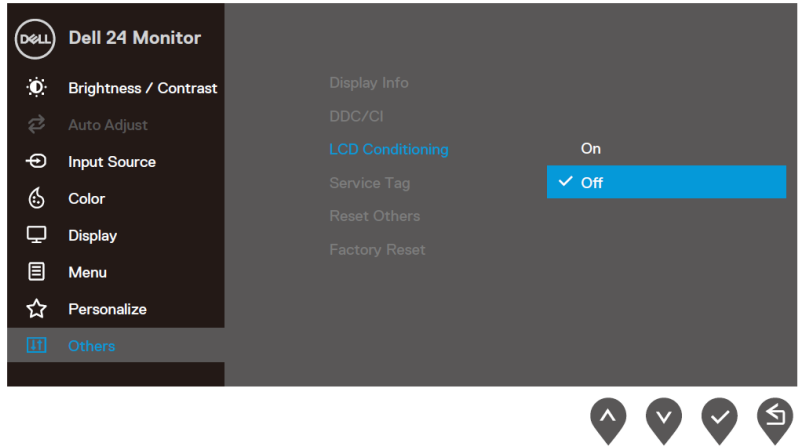 DELL
Dell 24 Monitor
Brightness / Contrast
Auto Adjust
Input Source
Color
Display
Menu
Personalize
Others
Display Info
DDC/CI
LCD Conditioning
Service Tag
Reset Others
Factory Reset
On
Off